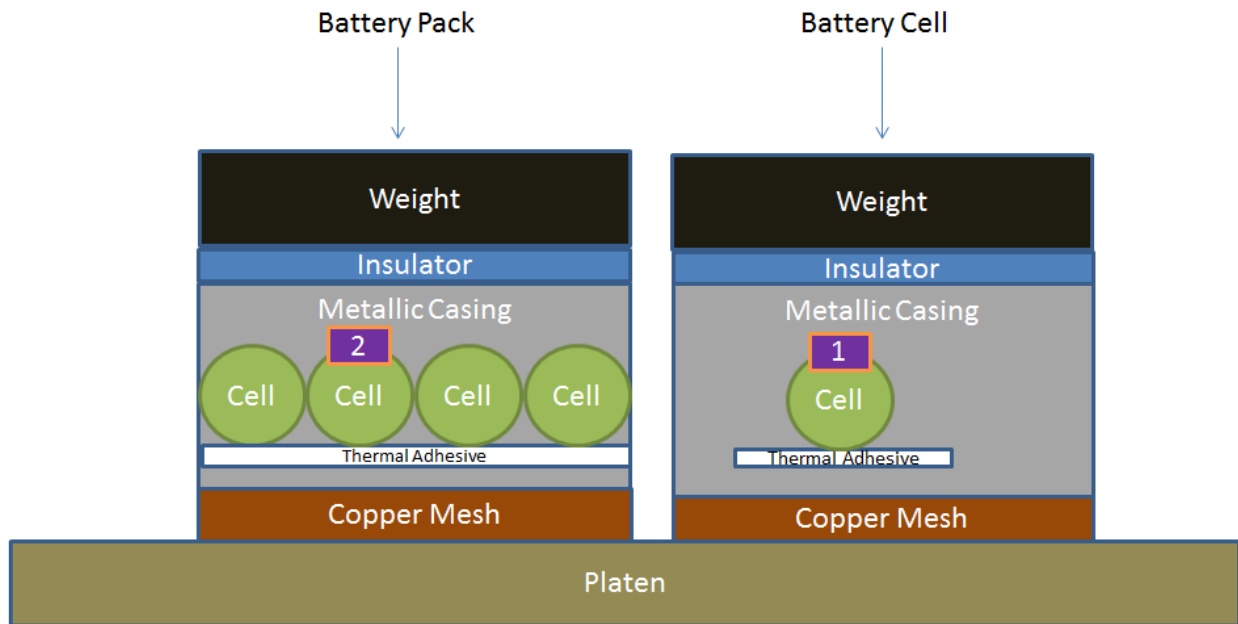 Battery Pack
Battery Cell
Weight
Weight
Insulator
Insulator
Metallic Casing
Metallic Casing
2
1
Cell
Cell
Cell
Cell
Cell
Thermal Adhesive
Thermal Adhesive
Copper Mesh
Copper Mesh
Platen